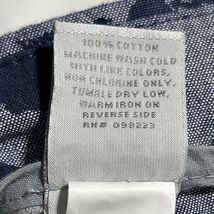 100% COTTON
MACHINE WASH COLD
WITH LIKE COLORS,
NON CHLORINE ONLY,
TUMBLE DRY LOW,
WARM IRON ON
REVERSE SIDE
RN# 098223